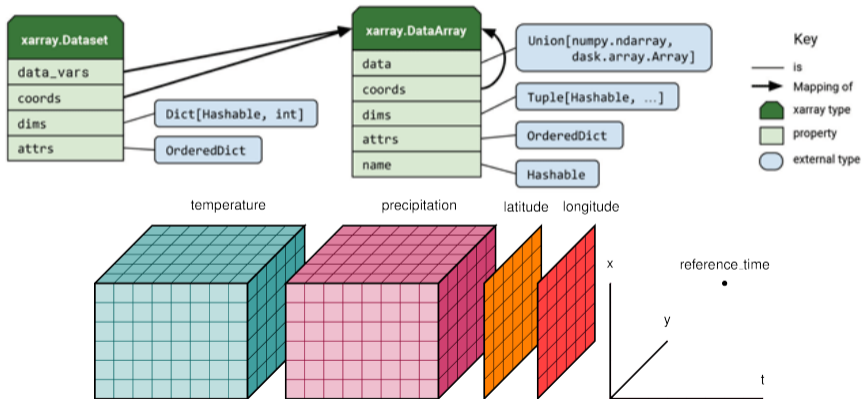 xarray.Dataset
data_vars
coords
dims
attrs
Dict[Hashable, int]
OrderedDict
xarray.DataArray
data
coords
dims
attrs
name
Union[numpy.ndarray,
dask.array.Array]
Tuple[Hashable, …]
OrderedDict
Hashable
Key
is
Mapping of
xarray type
property
external type
temperature
precipitation
latitude
longitude
x
y
t
reference_time